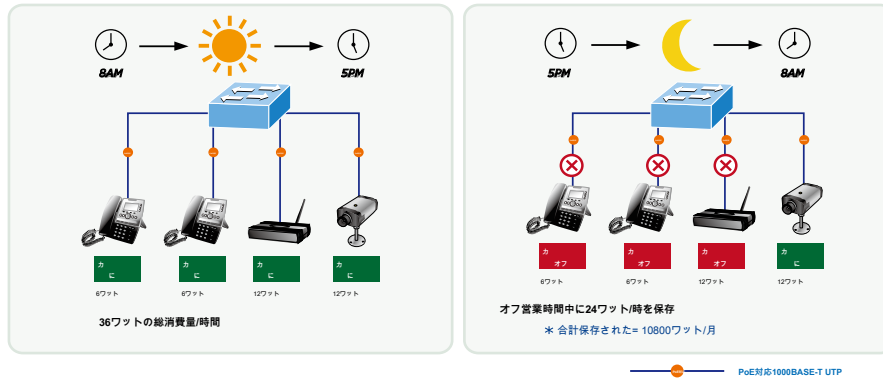 8AM
5PM
カ
に
カ
に
カ
に
カ
に
6ワット
6ワット
12ワット
12ワット
36ワットの総消費量/時間
5PM
8AM
カ
オフ
カ
オフ
カ
オフ
カ
に
6ワット
6ワット
12ワット
12ワット
オフ営業時間中に24ワット/時を保存
＊ 合計保存された= 10800ワット/月
PoE対応1000BASE-T UTP